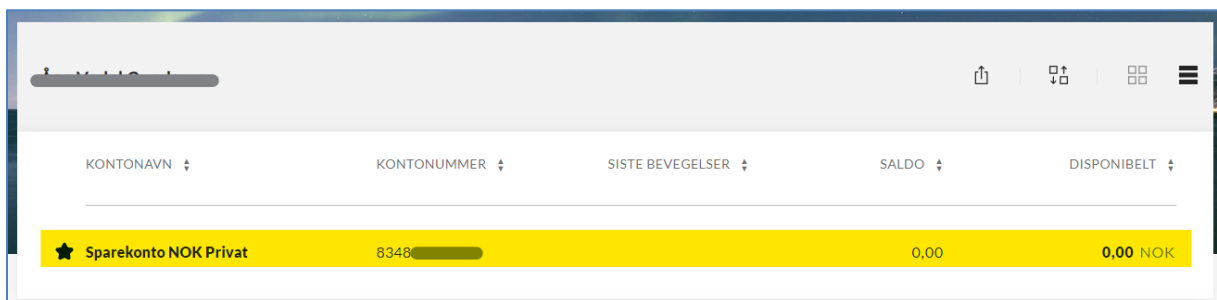 KONTONAVN KONTONUMMER SISTE BEVEGELSER SALDO DISPONIBELT
Sparekonto NOK Privat 8348 0,00 0,00 NOK